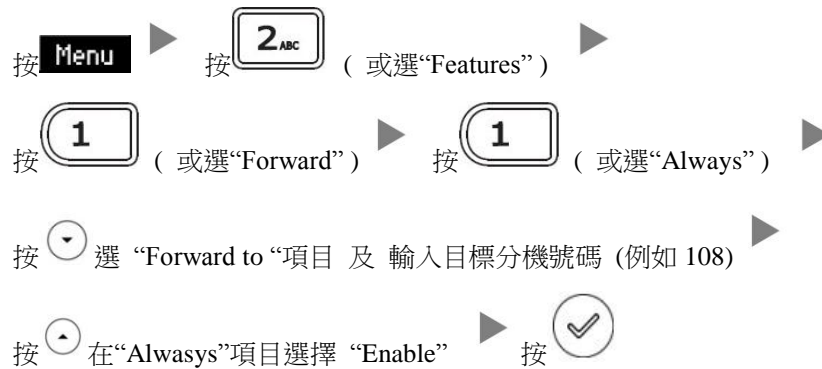 按 Menu 按 2 ABC ( 或選“Features” )
按 1 ( 或選“Forward” ) 按 1 ( 或選“Always” )
按 選 “Forward to “項目 及 輸入目標分機號碼 (例如 108)
按 在“Alwasys”項目選擇 “Enable” 按